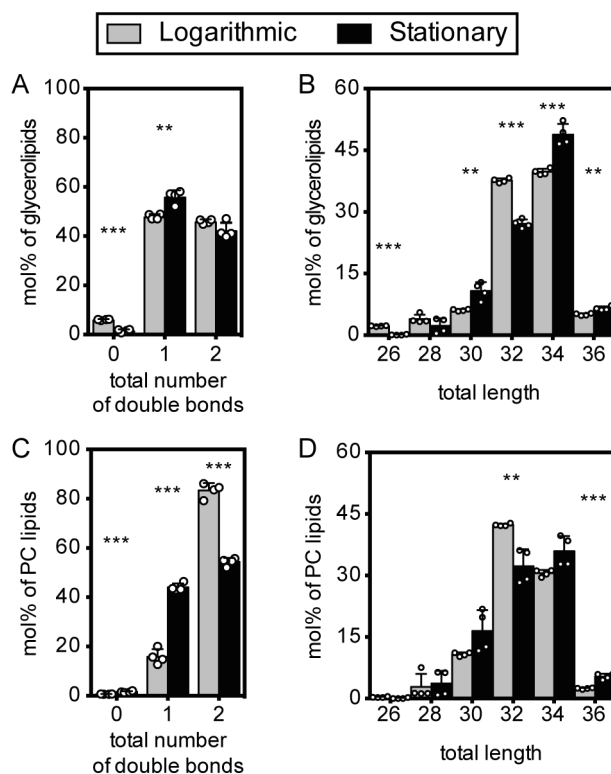 Logarithmic Stationary
A
mol% of glycerolipids
100
80
60
40
20
0
***
**
0 1 2
total number
of double bonds
B
mol% of glycerolipids
60
45
30
15
0
***
**
***
***
**
26 28 30 32 34 36
total length
C
mol% of PC lipids
100
80
60
40
20
0
***
***
***
0 1 2
total number
of double bonds
D
mol% of PC lipids
60
45
30
15
0
**
***
26 28 30 32 34 36
total length